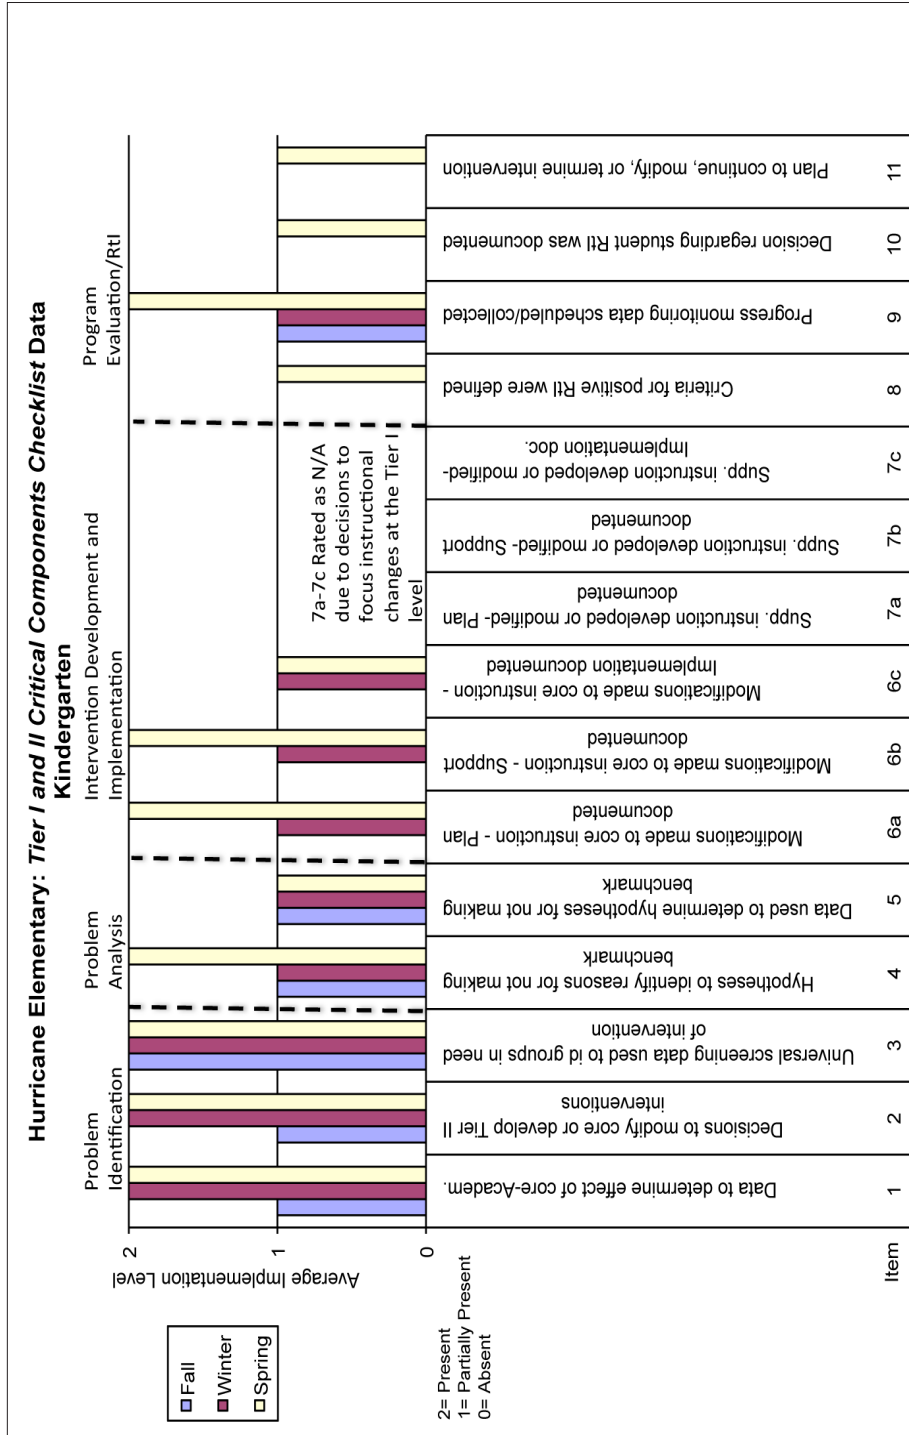 Hurricane Elementary: Tier I and II Critical Components Checklist Data
Kindergarten
Problem
Identification
Problem
Analysis
Intervention Development and
Implementation
Program
Evaluation/RtI
Fall
Winter
Spring
Average Implementation Level
2
1
0
7a-7c Rated as N/A
due to decisions to
focus instructional
changes at the Tier I
level
2= Present
1= Partially Present
0= Absent
Data to determine effect of core-Academ.
Decisions to modify core or develop Tier II
interventions
Universal screening data used to id groups in need
of intervention
Hypotheses to identify reasons for not making
benchmark
Data used to determine hypotheses for not making
benchmark
Modifications made to core instruction - Plan
documented
Modifications made to core instruction - Support
documented
Modifications made to core instruction -
Implementation documented
Supp. instruction developed or modified- Plan
documented
Supp. instruction developed or modified- Support
documented
Supp. instruction developed or modified-
Implementation doc.
Criteria for positive RtI were defined
Progress monitoring data scheduled/collected
Decision regarding student RtI was documented
Plan to continue, modify, or termine intervention
Item
1
2
3
4
5
6a
6b
6c
7a
7b
7c
8
9
10
11